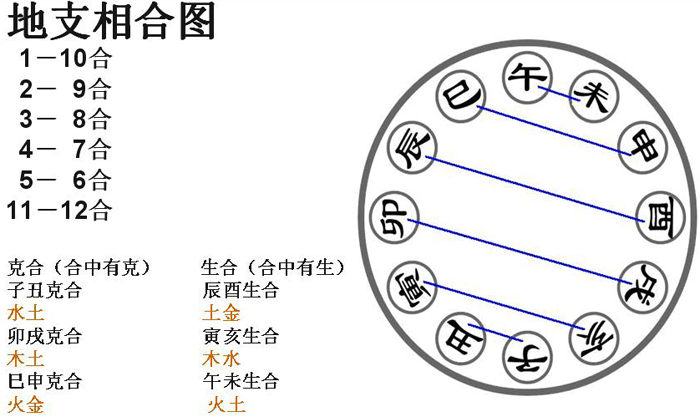 地支相合图
1－10合
2－ 9合
3－ 8合
4－ 7合
5－ 6合
11－12合
克合（合中有克） 生合（合中有生）
子丑克合 辰酉生合
水土 土金
卯戌克合 寅亥生合
木土 木水
巳申克合 午未生合
火金 火土
午
未
申
酉
戌
亥
子
丑
寅
卯
辰
巳